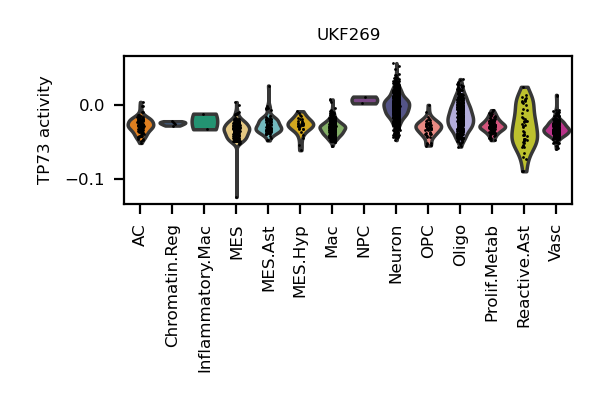 UKF269
TP73 activity
0.0
−0.1
AC
Chromatin.Reg
Inflammatory.Mac
MES
MES.Ast
MES.Hyp
Mac
NPC
Neuron
OPC
Oligo
Prolif.Metab
Reactive.Ast
Vasc